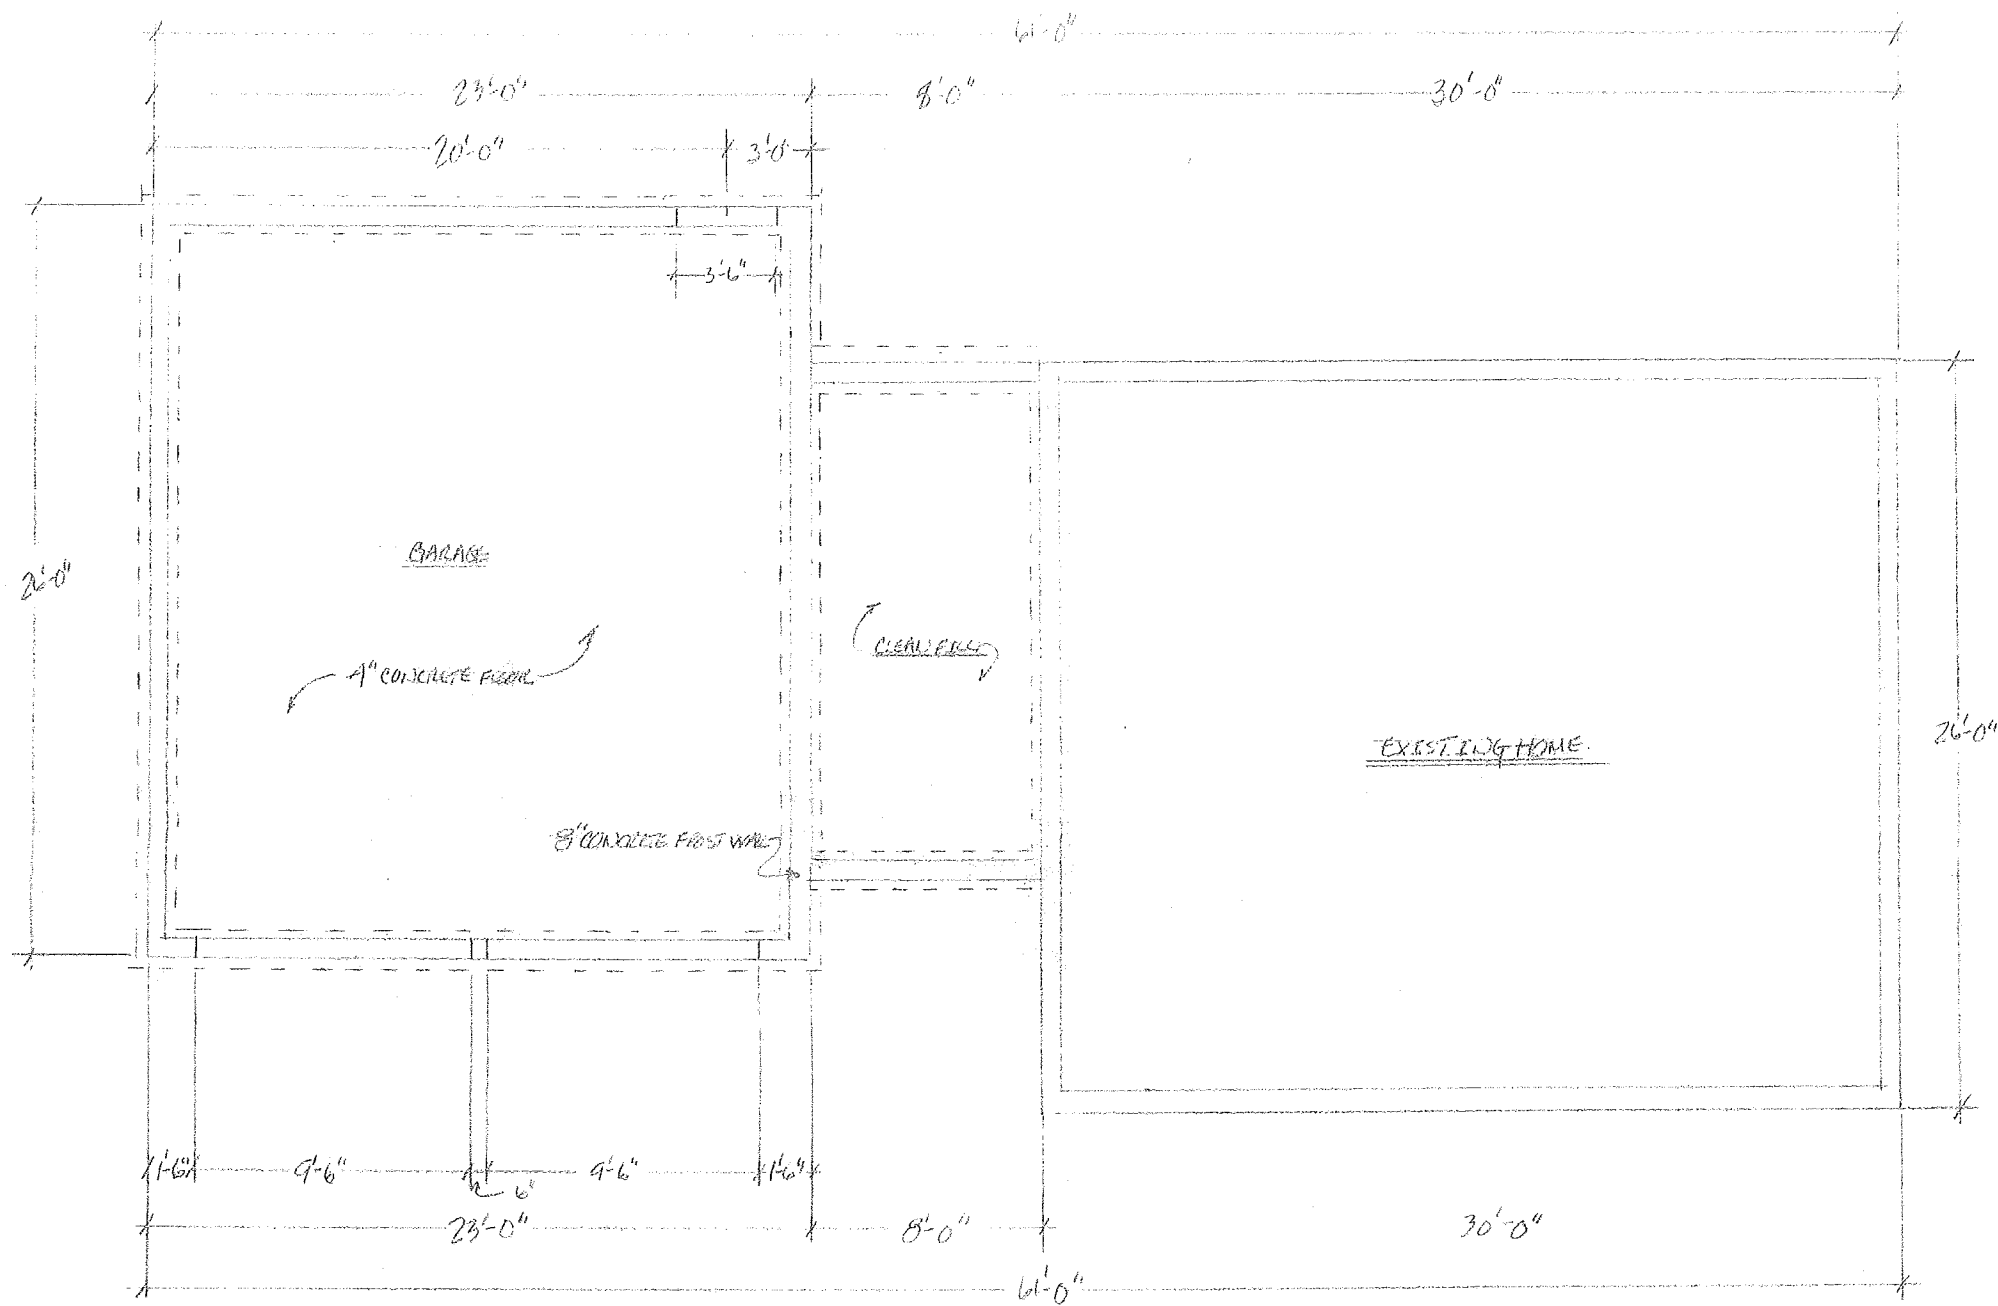 61'-0"
23'-0" 8'-0" 30'-0"
20'-0" 3'-0"
3'-6"
GARAGE
26'-0"
CLEAN FILL
4" CONCRETE FLOOR
EXISTING HOME
26'-0"
8" CONCRETE FROST WALL
1'-6" 9'-6" 9'-6" 1'-6"
6"
23'-0" 8'-0" 30'-0"
61'-0"